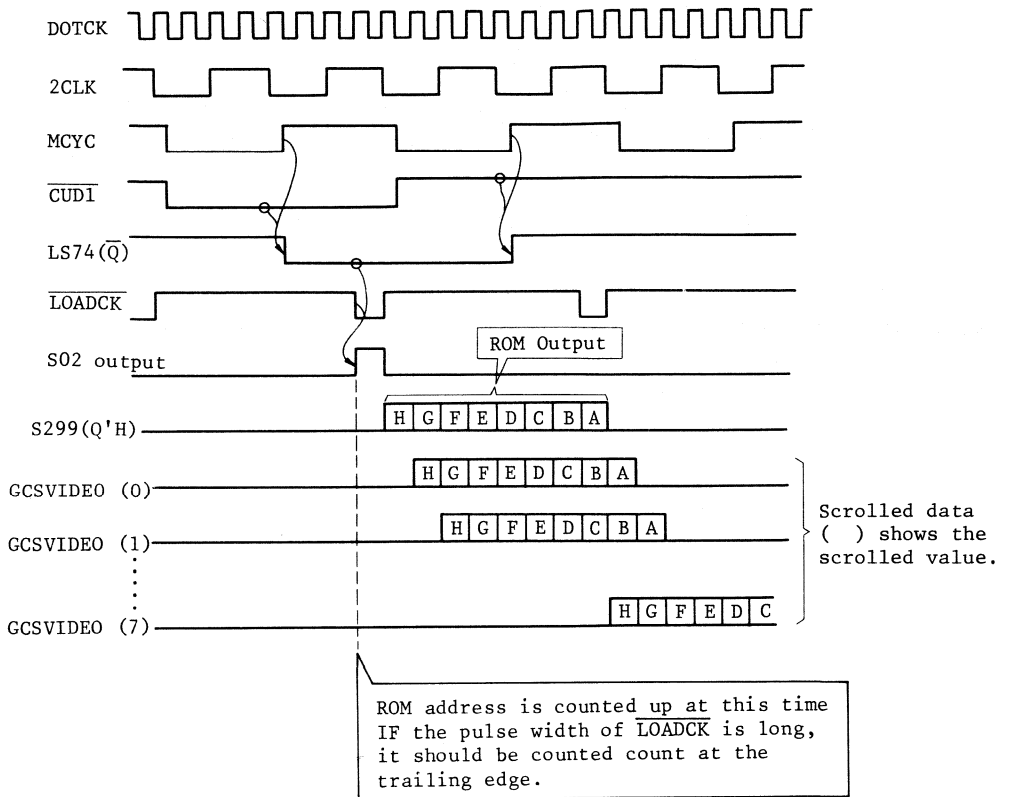 DOTCK
2CLK
MCYC
CUD1
LS74(Q)
LOADCK
S02 output
ROM Output
S299(Q'H)
H G F E D C B A
GCSVIDEO (0)
H G F E D C B A
GCSVIDEO (1)
H G F E D C B A
GCSVIDEO (7)
H G F E D C
Scrolled data
( ) shows the
scrolled value.
ROM address is counted up at this time
IF the pulse width of LOADCK is long,
it should be counted count at the
trailing edge.